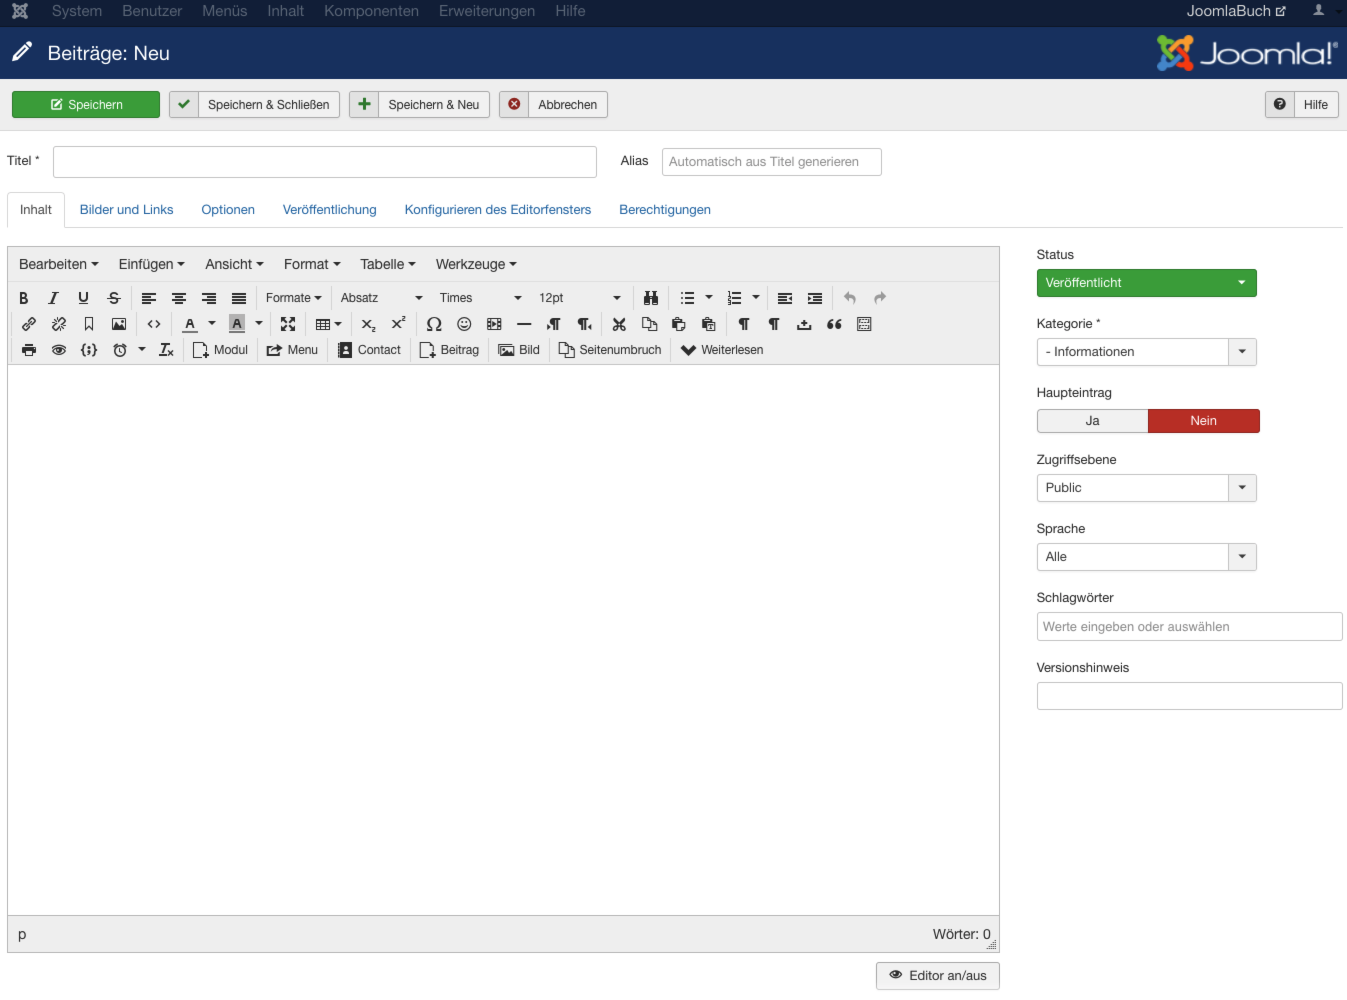 System Benutzer Menüs Inhalt Komponenten Erweiterungen Hilfe JoomlaBuch
Beiträge: Neu Joomla!®
Speichern Speichern & Schließen Speichern & Neu Abbrechen Hilfe
Titel * Alias Automatisch aus Titel generieren
Inhalt Bilder und Links Optionen Veröffentlichung Konfigurieren des Editorfensters Berechtigungen
Bearbeiten Einfügen Ansicht Format Tabelle Werkzeuge
Formate Absatz Times 12pt
Modul Menu Contact Beitrag Bild Seitenumbruch Weiterlesen
p Wörter: 0
Editor an/aus
Status
Veröffentlicht
Kategorie *
- Informationen
Haupteintrag
Ja Nein
Zugriffsebene
Public
Sprache
Alle
Schlagwörter
Werte eingeben oder auswählen
Versionshinweis